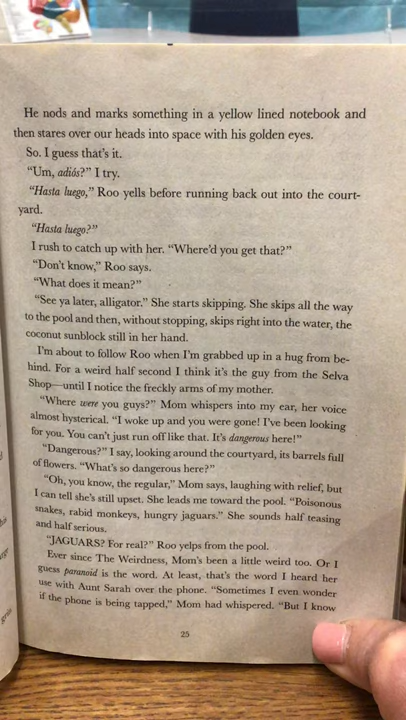 He nods and marks something in a yellow lined notebook and
then stares over our heads into space with his golden eyes.
So. I guess that's it.
"Um, adiós?" I try.
"Hasta luego," Roo yells before running back out into the court-
yard.
"Hasta luego?"
I rush to catch up with her. "Where'd you get that?"
"Don't know," Roo says.
"What does it mean?"
"See ya later, alligator." She starts skipping. She skips all the way
to the pool and then, without stopping, skips right into the water, the
coconut sunblock still in her hand.
I'm about to follow Roo when I'm grabbed up in a hug from be-
hind. For a weird half second I think it's the guy from the Selva
Shop—until I notice the freckly arms of my mother.
"Where were you guys?" Mom whispers into my ear, her voice
almost hysterical. "I woke up and you were gone! I've been looking
for you. You can't just run off like that. It's dangerous here!"
"Dangerous?" I say, looking around the courtyard, its barrels full
of flowers. "What's so dangerous here?"
"Oh, you know, the regular," Mom says, laughing with relief, but
I can tell she's still upset. She leads me toward the pool. "Poisonous
snakes, rabid monkeys, hungry jaguars." She sounds half teasing
and half serious.
"JAGUARS? For real?" Roo yelps from the pool.
Ever since The Weirdness, Mom's been a little weird too. Or I
guess paranoid is the word. At least, that's the word I heard her
use with Aunt Sarah over the phone. "Sometimes I even wonder
if the phone is being tapped," Mom had whispered. "But I know
25